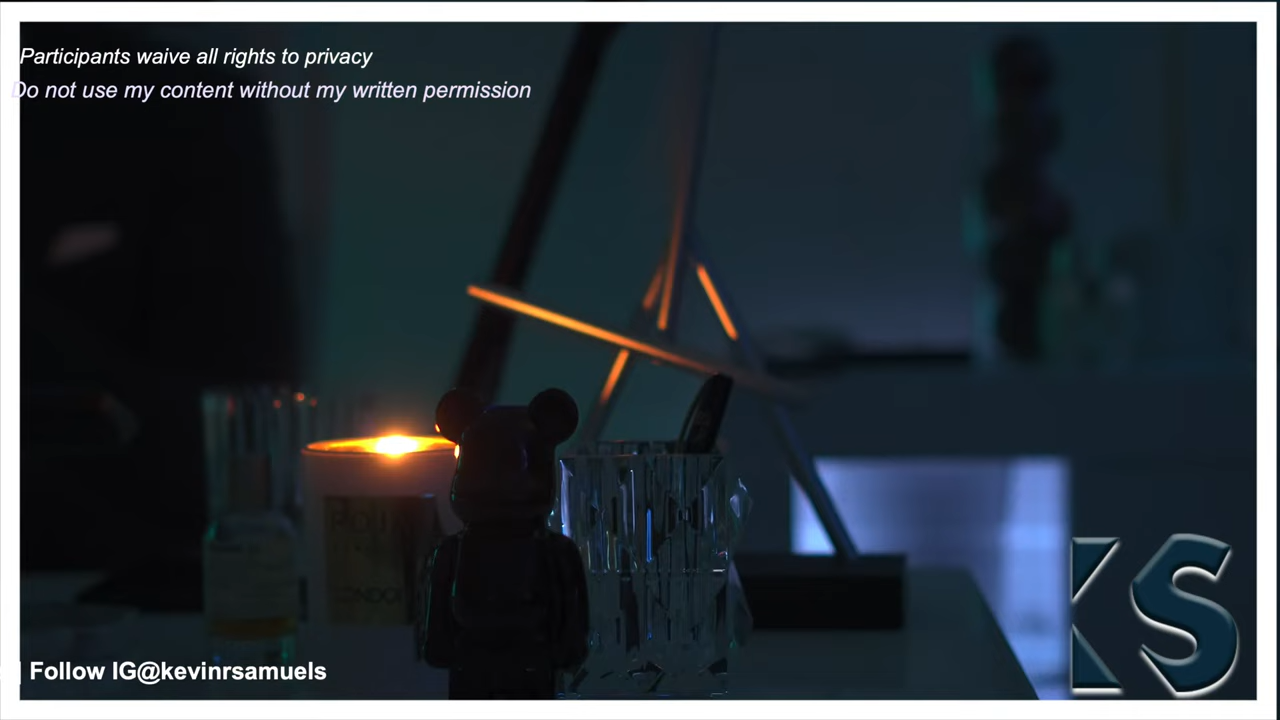 Participants waive all rights to privacy
Do not use my content without my written permission
LONDO
| Follow IG@kevinrsamuels
KS